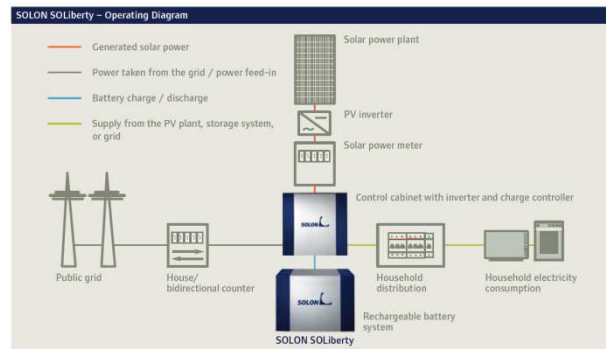 SOLON SOLiberty – Operating Diagram
Generated solar power
Power taken from the grid / power feed-in
Battery charge / discharge
Supply from the PV plant, storage system,
or grid
Solar power plant
PV inverter
Solar power meter
Control cabinet with inverter and charge controller
SOLON
Public grid
House/
bidirectional counter
Household
distribution
Household electricity
consumption
SOLON
Rechargeable battery
system
SOLON SOLiberty